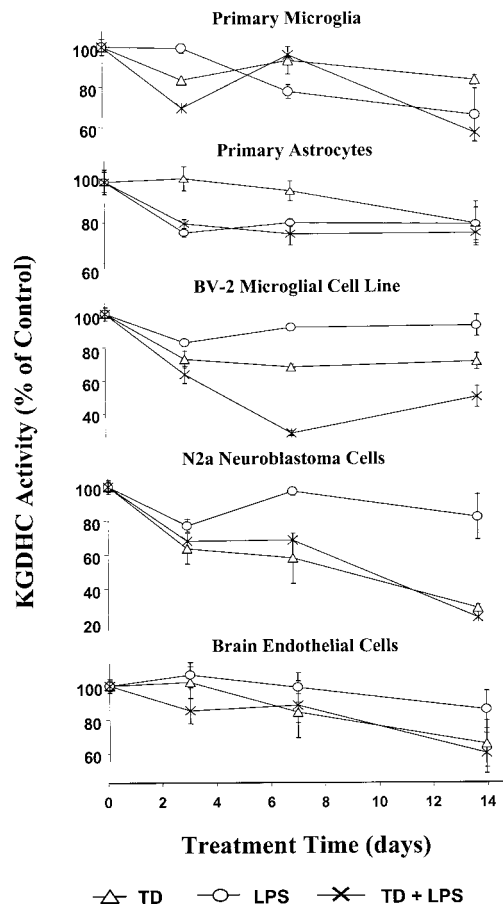 Primary Microglia
100
80
60
Primary Astrocytes
100
80
60
BV-2 Microglial Cell Line
100
80
60
40
N2a Neuroblastoma Cells
100
80
60
40
20
Brain Endothelial Cells
100
80
60
KGDHC Activity (% of Control)
0 2 4 6 8 10 12 14
Treatment Time (days)
TD LPS TD + LPS